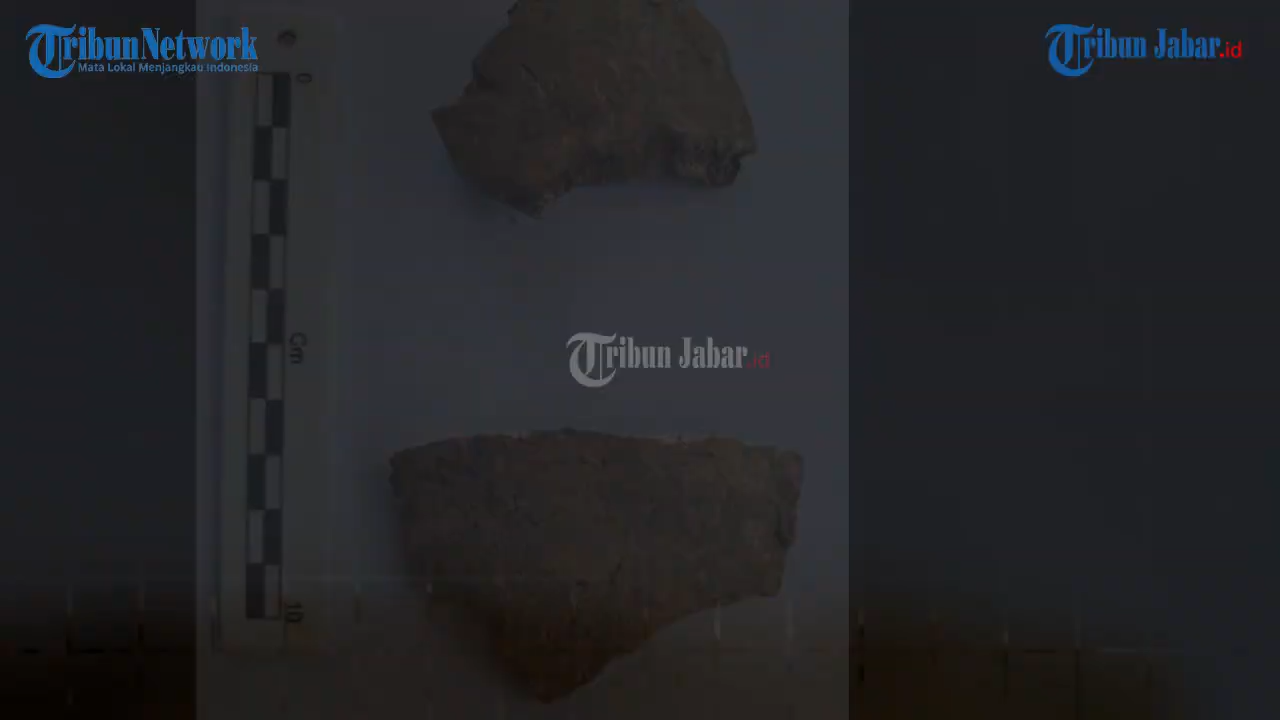 TribunNetwork
Mata Lokal Menjangkau Indonesia
Tribun Jabar.id
0
Cm
Tribun Jabar.id
10